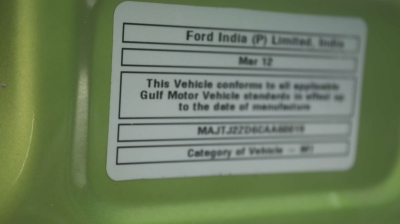 Ford India (P) Limited, India
Mar 12
This Vehicle conforms to all applicable
Gulf Motor Vehicle standards in effect up
to the date of manufacture
Category of Vehicle – M1